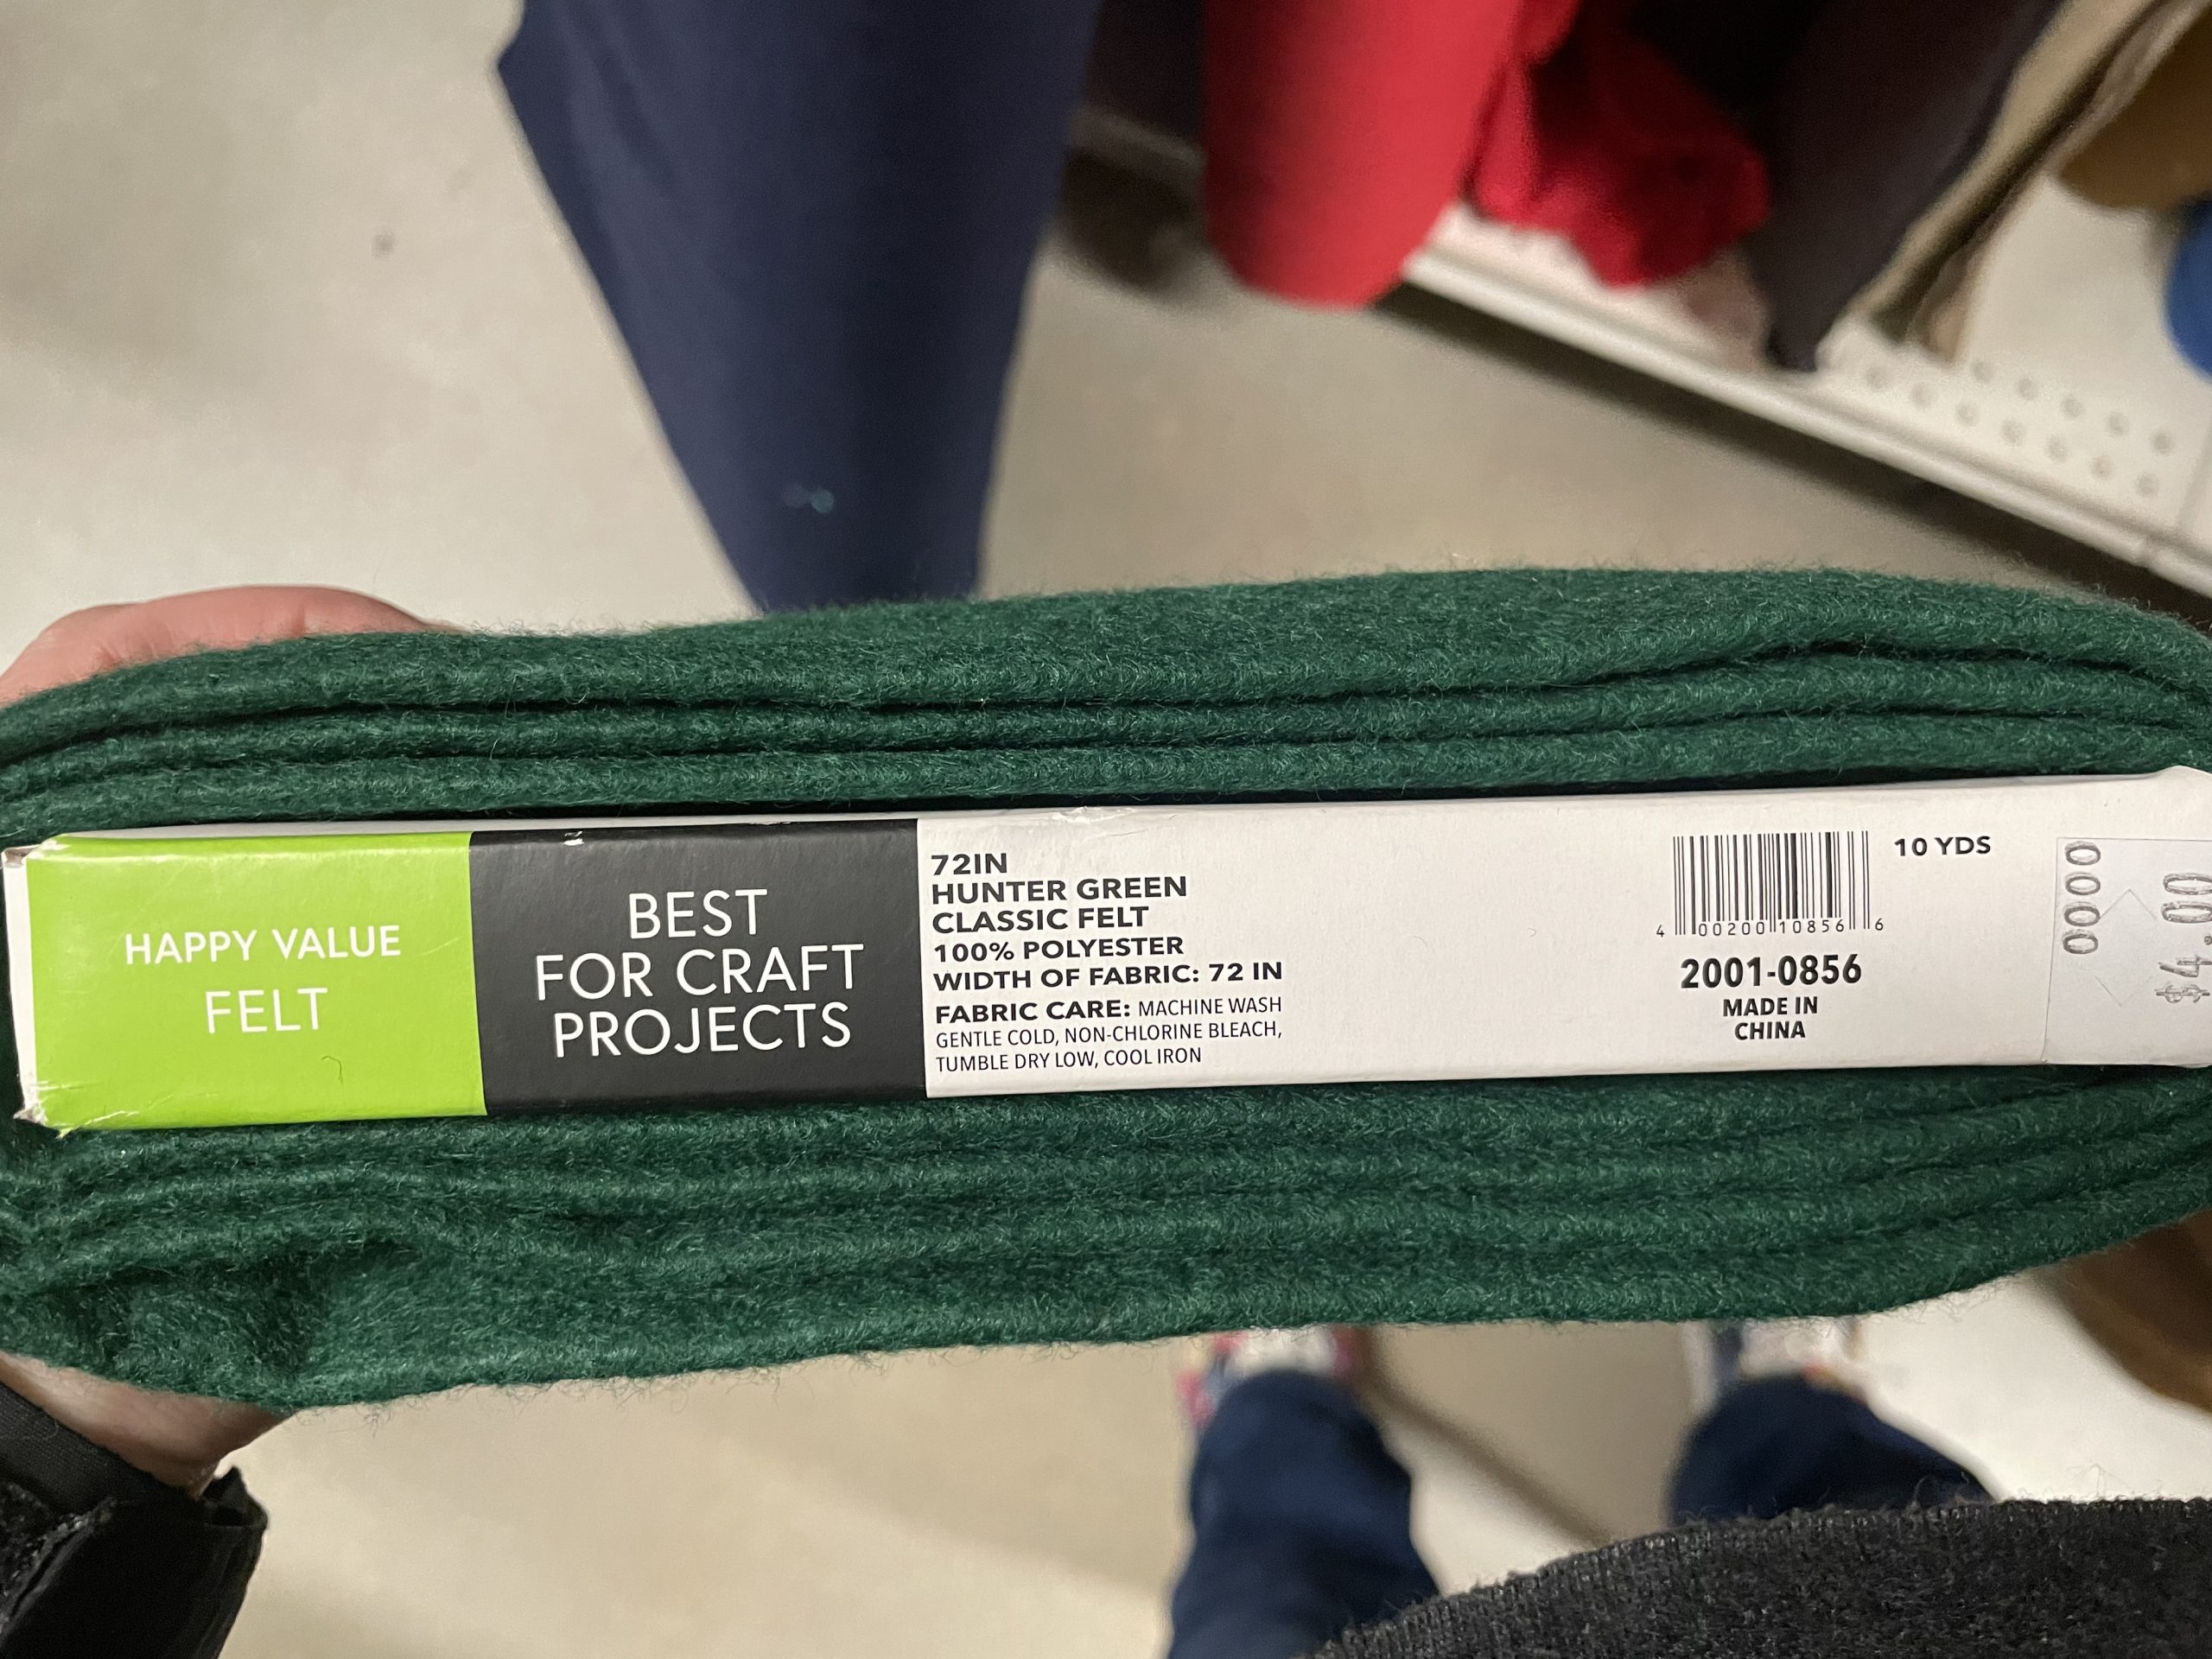 HAPPY VALUE
FELT
BEST
FOR CRAFT
PROJECTS
72IN
HUNTER GREEN
CLASSIC FELT
100% POLYESTER
WIDTH OF FABRIC: 72 IN
FABRIC CARE: MACHINE WASH
GENTLE COLD, NON-CHLORINE BLEACH,
TUMBLE DRY LOW, COOL IRON
4 00200 10856 6
2001-0856
MADE IN
CHINA
10 YDS
0000
$4.00